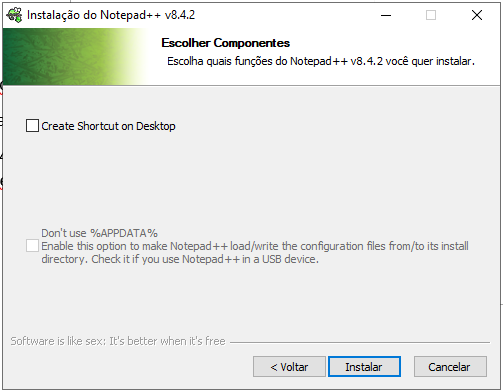 Instalação do Notepad++ v8.4.2
Escolher Componentes
Escolha quais funções do Notepad++ v8.4.2 você quer instalar.
Create Shortcut on Desktop
Don't use %APPDATA%
Enable this option to make Notepad++ load/write the configuration files from/to its install
directory. Check it if you use Notepad++ in a USB device.
Software is like sex: It's better when it's free
< Voltar
Instalar
Cancelar